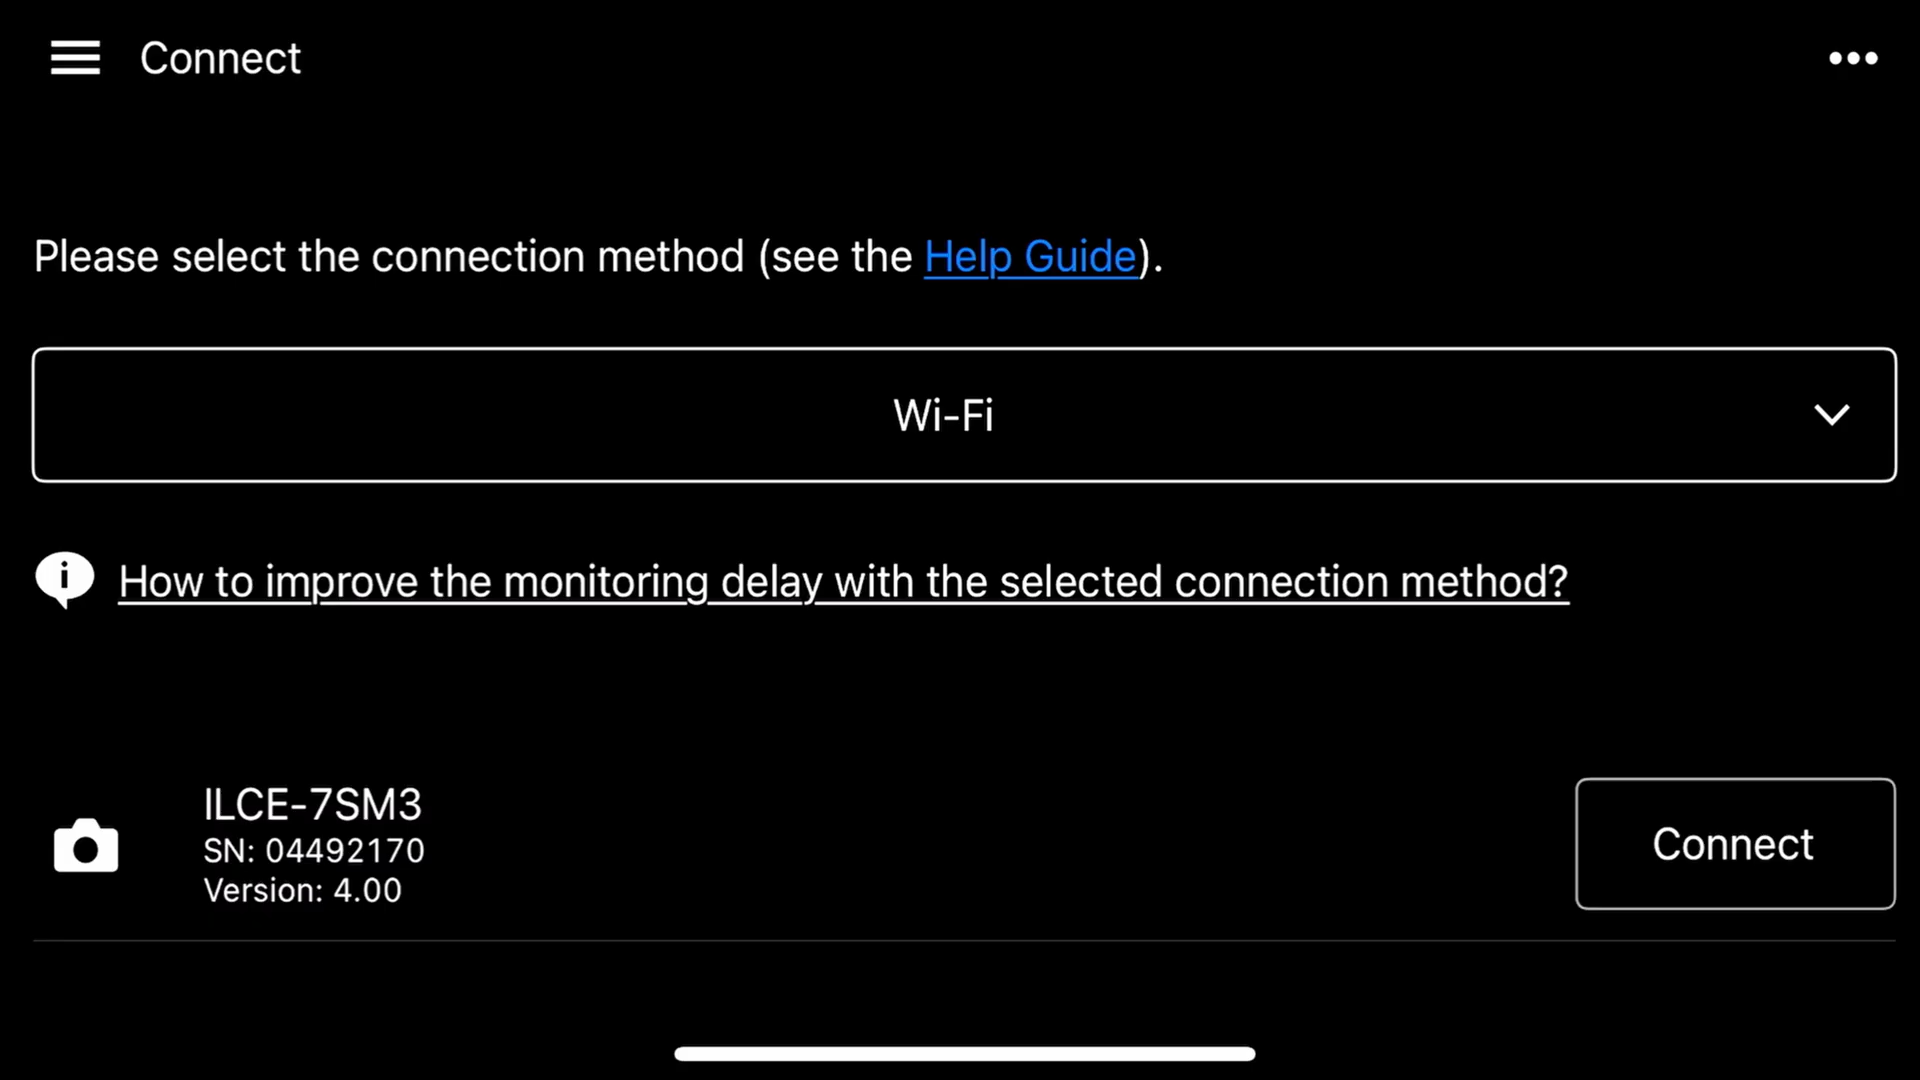 Connect
Please select the connection method (see the Help Guide).
Wi-Fi
How to improve the monitoring delay with the selected connection method?
ILCE-7SM3
SN: 04492170
Version: 4.00
Connect